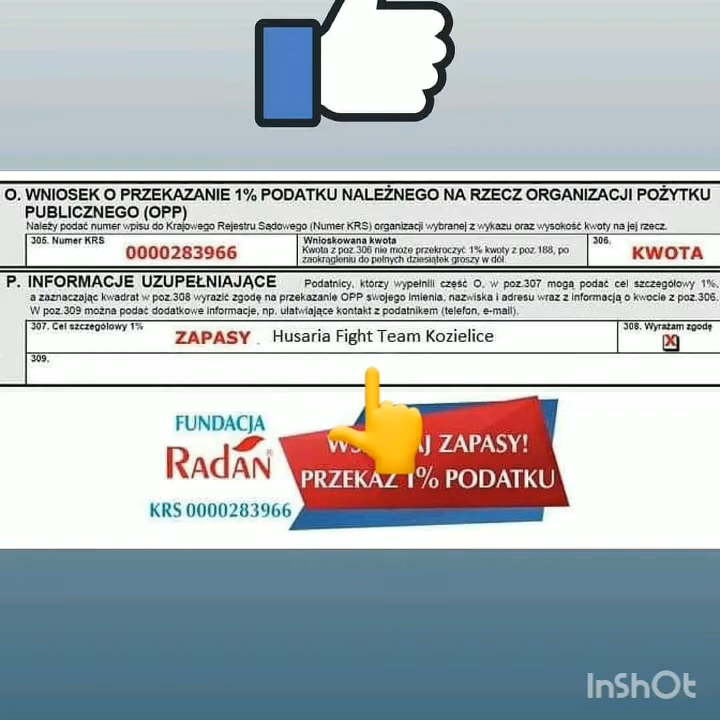 O. WNIOSEK O PRZEKAZANIE 1% PODATKU NALEŻNEGO NA RZECZ ORGANIZACJI POŻYTKU
PUBLICZNEGO (OPP)
Należy podać numer wpisu do Krajowego Rejestru Sądowego (Numer KRS) organizacji wybranej z wykazu oraz wysokość kwoty na jej rzecz.
305. Numer KRS
0000283966
Wnioskowana kwota
Kwota z poz.306 nie może przekroczyć 1% kwoty z poz.188, po
zaokrągleniu do pełnych dziesiątek groszy w dół.
306.
KWOTA
P. INFORMACJE UZUPEŁNIAJĄCE Podatnicy, którzy wypełnili część O, w poz.307 mogą podać cel szczegółowy 1%,
a zaznaczając kwadrat w poz.308 wyrazić zgodę na przekazanie OPP swojego imienia, nazwiska i adresu wraz z informacją o kwocie z poz.306.
W poz.309 można podać dodatkowe informacje, np. ułatwiające kontakt z podatnikiem (telefon, e-mail).
307. Cel szczegółowy 1%
ZAPASY . Husaria Fight Team Kozielice
308. Wyrażam zgodę
X
309.
FUNDACJA
RADAN
KRS 0000283966
ZAPASY!
PRZEKAŻ 1% PODATKU
InShOt